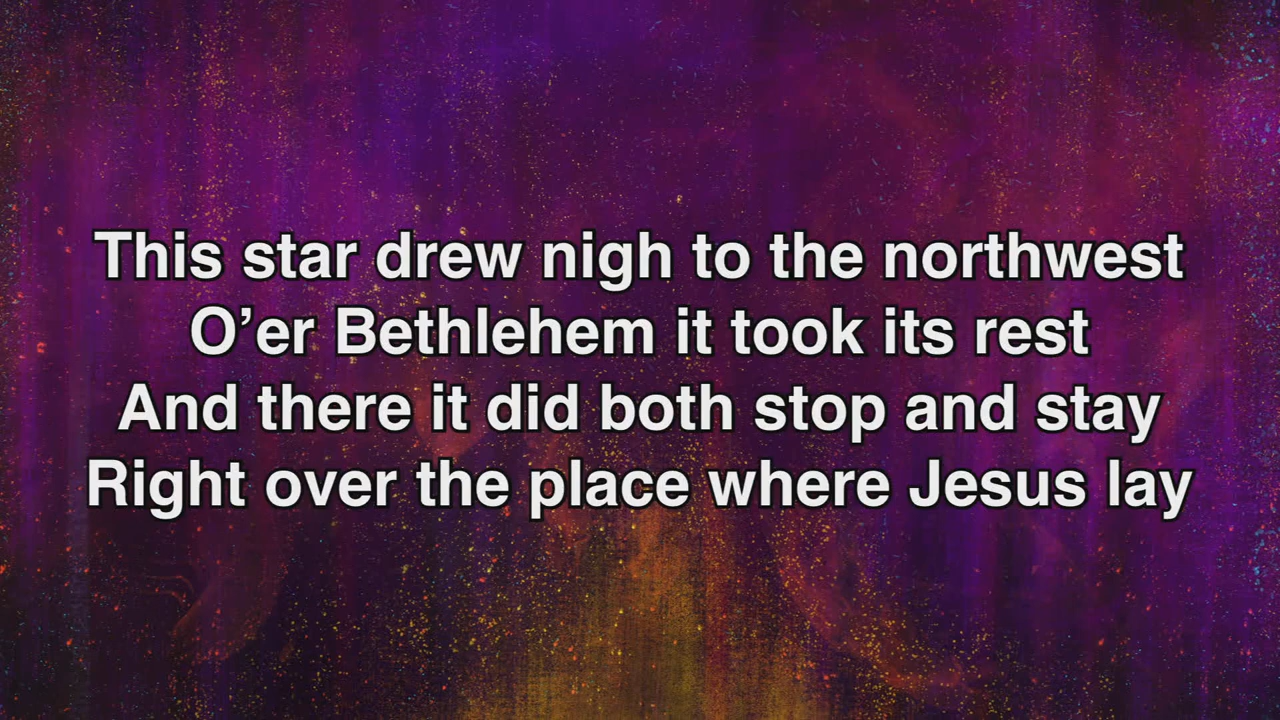 This star drew nigh to the northwest
O’er Bethlehem it took its rest
And there it did both stop and stay
Right over the place where Jesus lay